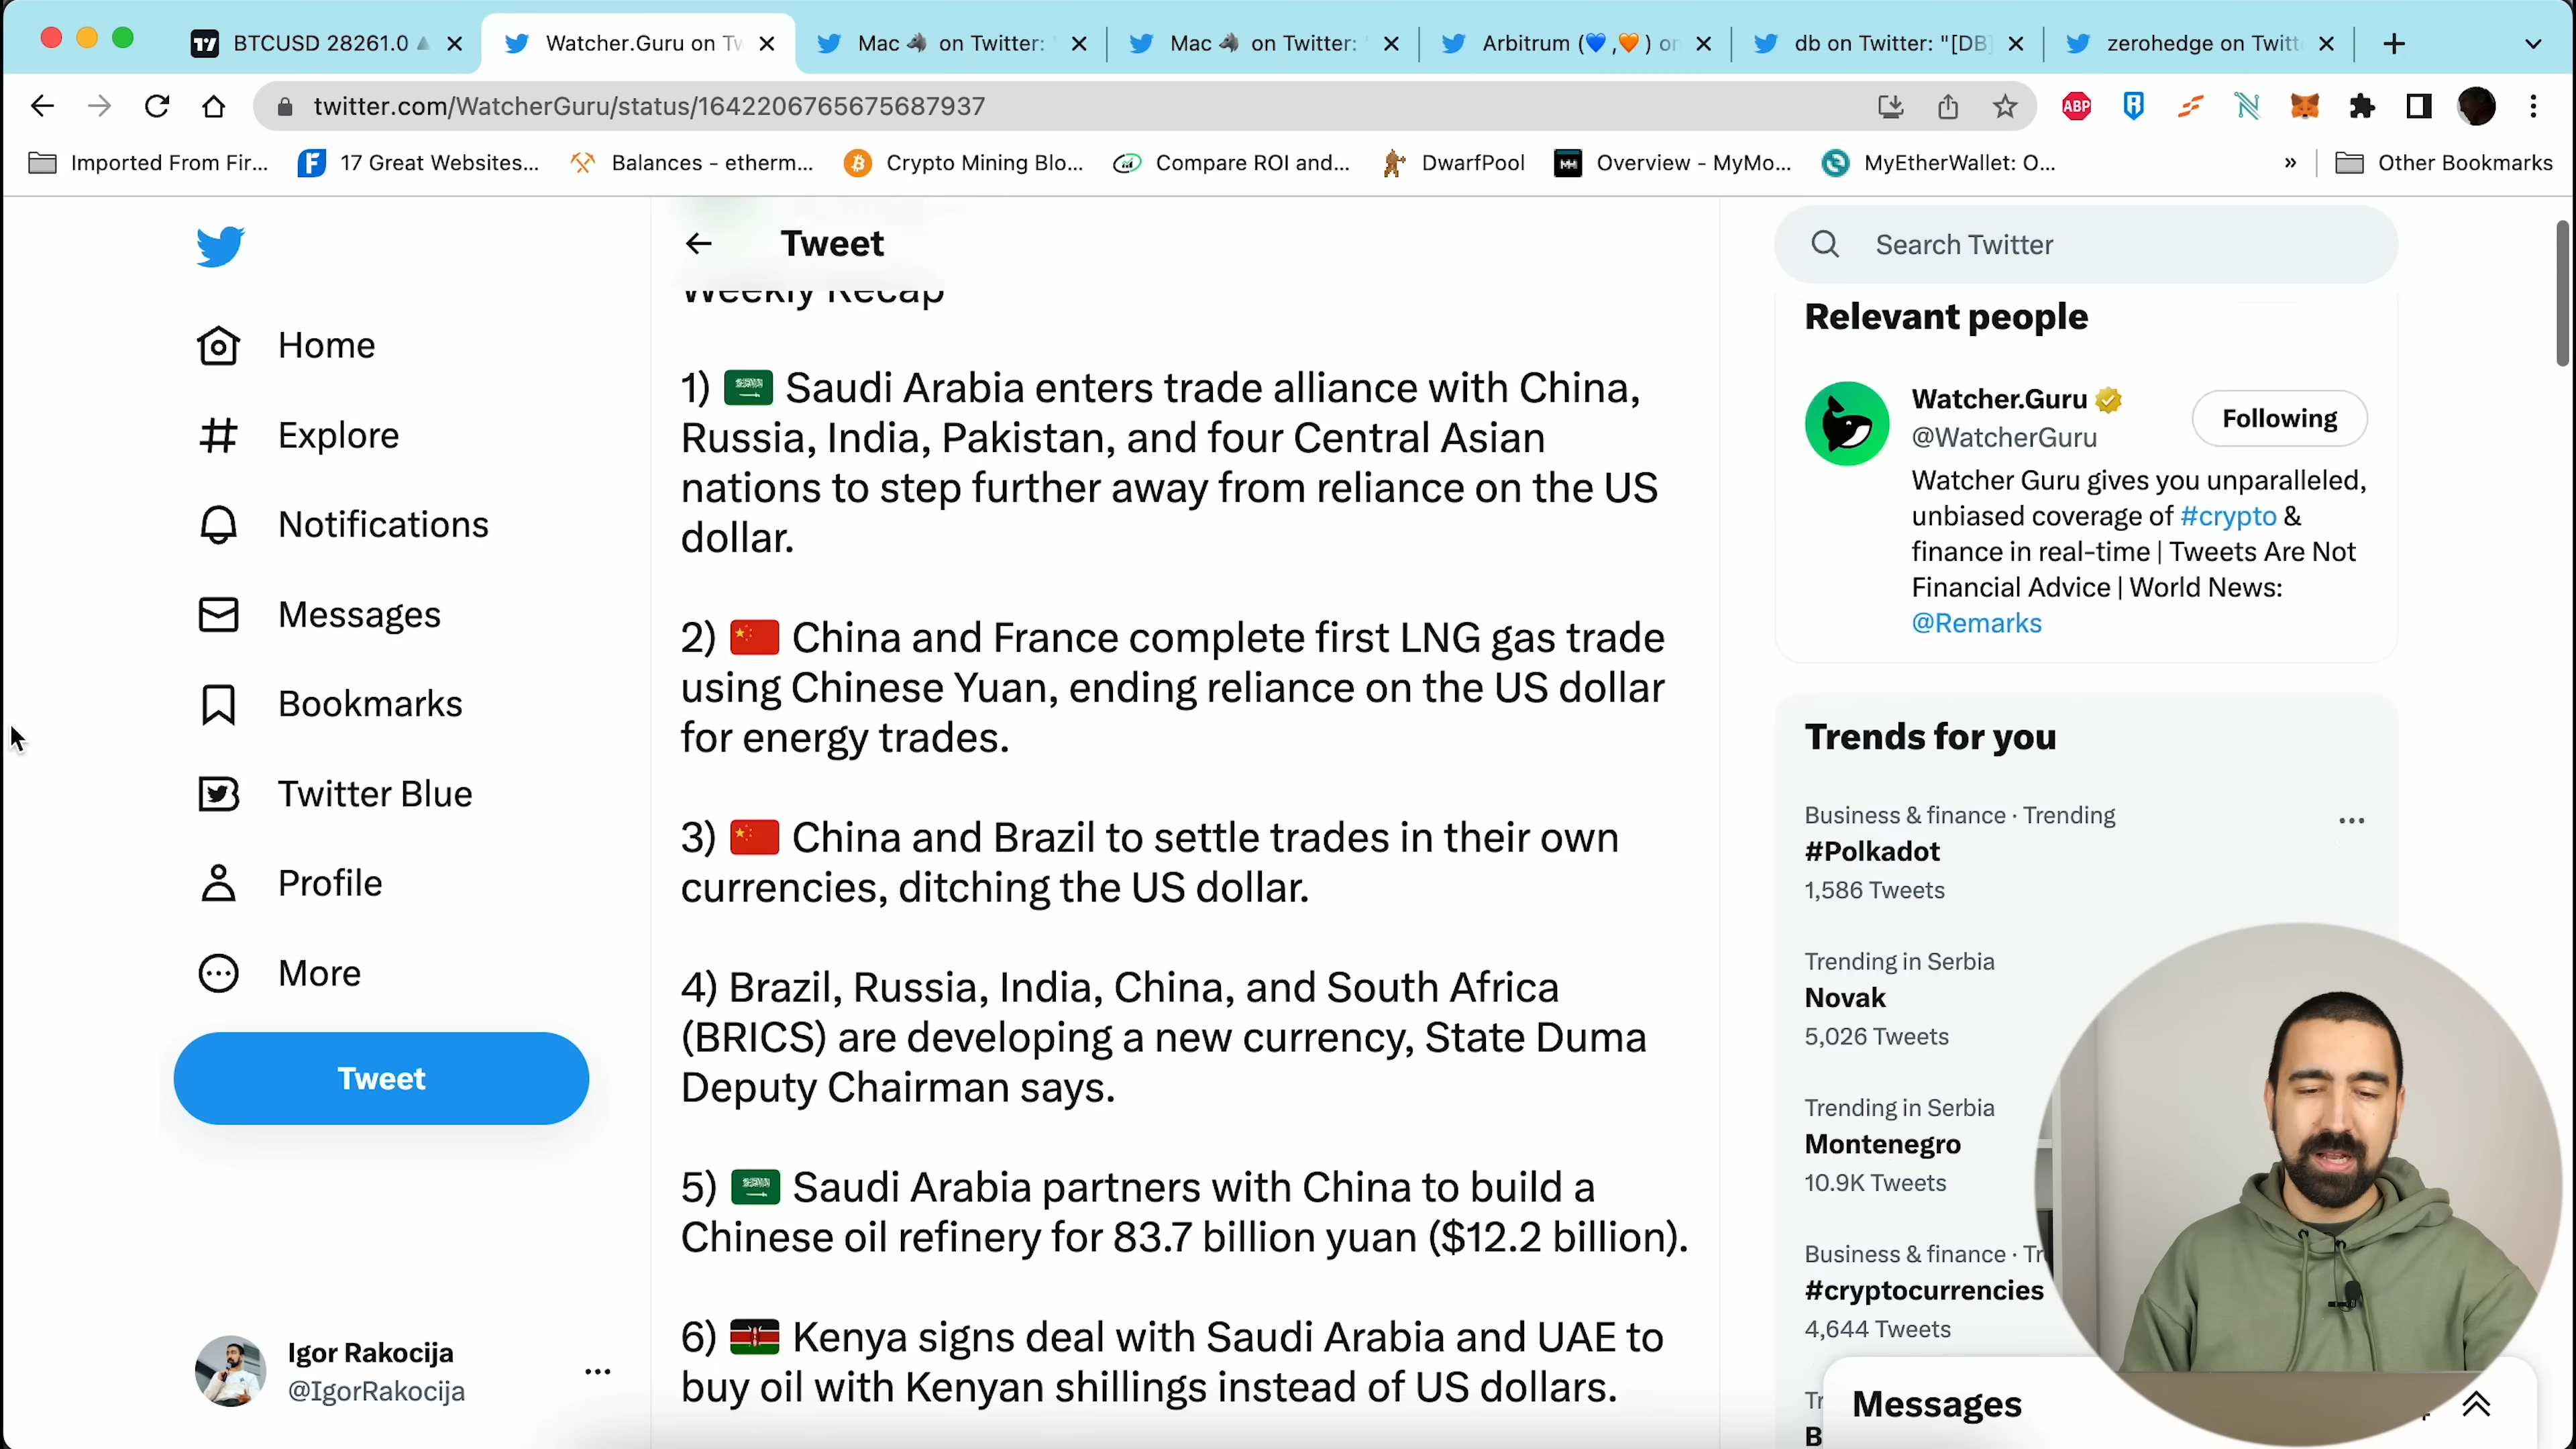 BTCUSD 28261.0
Watcher.Guru on Tw
Mac on Twitter: "
Mac on Twitter: "
Arbitrum (💙,🧡) on
db on Twitter: "[DB]
zerohedge on Twitt
twitter.com/WatcherGuru/status/1642206765675687937
ABP
Imported From Fir...
17 Great Websites...
Balances - etherm...
Crypto Mining Blo...
Compare ROI and...
DwarfPool
Overview - MyMo...
MyEtherWallet: O...
» Other Bookmarks
Home
Explore
Notifications
Messages
Bookmarks
Twitter Blue
Profile
More
Tweet
Igor Rakocija
@IgorRakocija
Tweet
Weekly Recap
1) 🇸🇦 Saudi Arabia enters trade alliance with China,
Russia, India, Pakistan, and four Central Asian
nations to step further away from reliance on the US
dollar.
2) 🇨🇳 China and France complete first LNG gas trade
using Chinese Yuan, ending reliance on the US dollar
for energy trades.
3) 🇨🇳 China and Brazil to settle trades in their own
currencies, ditching the US dollar.
4) Brazil, Russia, India, China, and South Africa
(BRICS) are developing a new currency, State Duma
Deputy Chairman says.
5) 🇸🇦 Saudi Arabia partners with China to build a
Chinese oil refinery for 83.7 billion yuan ($12.2 billion).
6) 🇰🇪 Kenya signs deal with Saudi Arabia and UAE to
buy oil with Kenyan shillings instead of US dollars.
Search Twitter
Relevant people
Watcher.Guru
@WatcherGuru
Following
Watcher Guru gives you unparalleled,
unbiased coverage of #crypto &
finance in real-time | Tweets Are Not
Financial Advice | World News:
@Remarks
Trends for you
Business & finance · Trending
#Polkadot
1,586 Tweets
Trending in Serbia
Novak
5,026 Tweets
Trending in Serbia
Montenegro
10.9K Tweets
Business & finance · Tr
#cryptocurrencies
4,644 Tweets
Tr
B
Messages